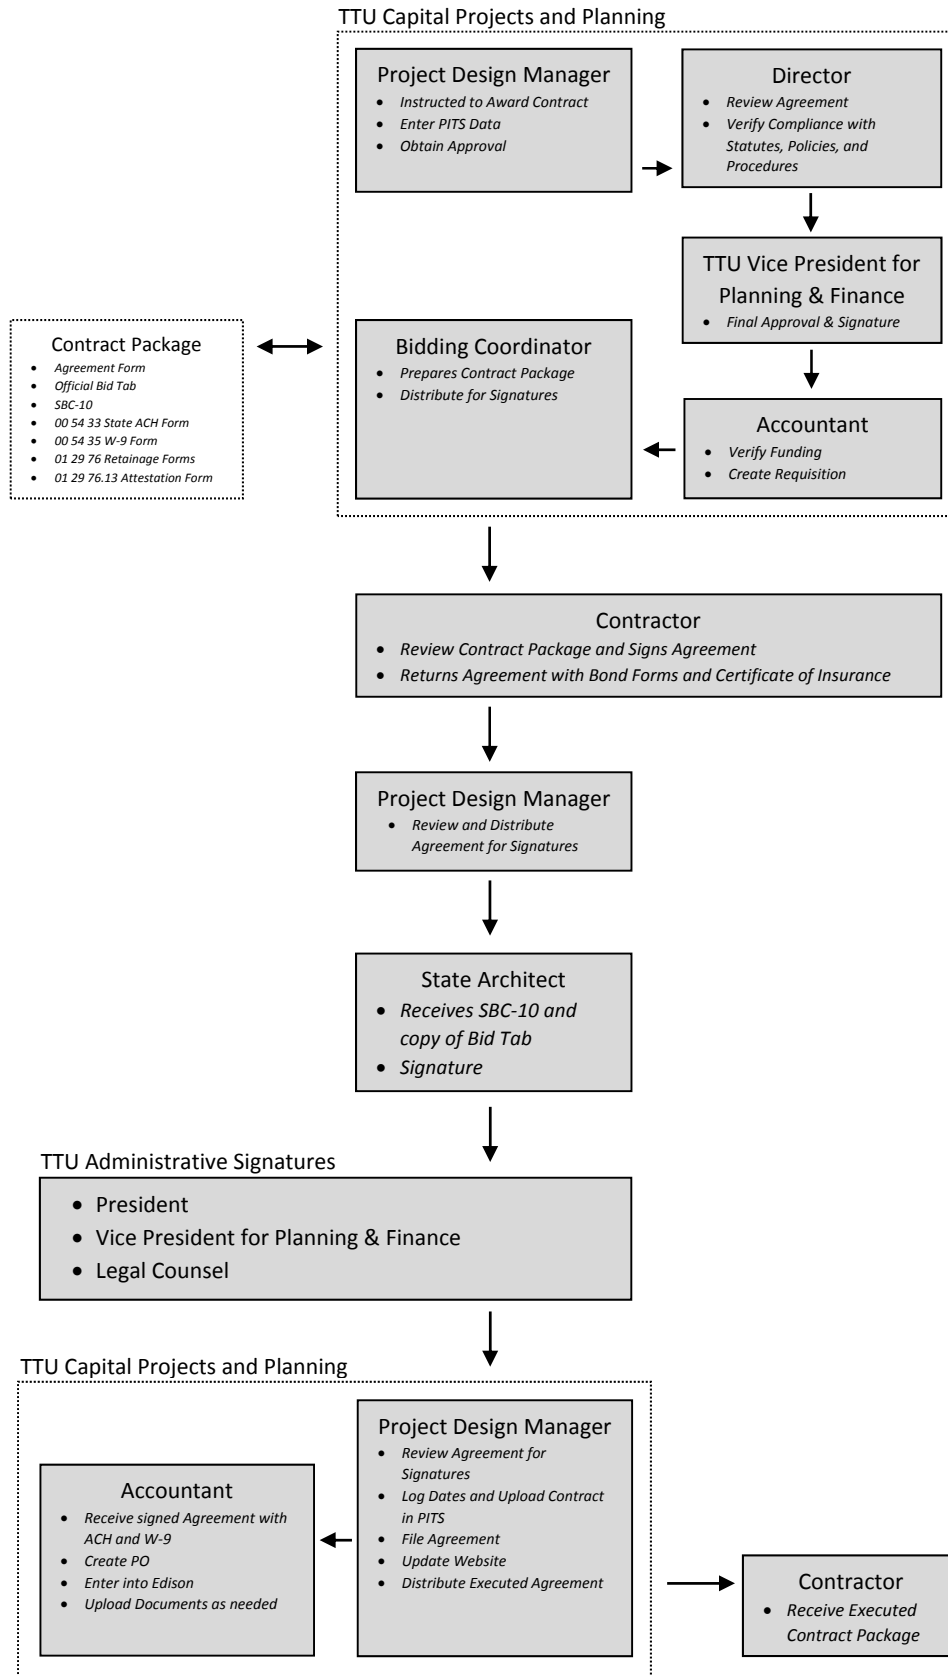 TTU Capital Projects and Planning
Project Design Manager
• Instructed to Award Contract
• Enter PITS Data
• Obtain Approval
Director
• Review Agreement
• Verify Compliance with
Statutes, Policies, and
Procedures
TTU Vice President for
Planning & Finance
• Final Approval & Signature
Accountant
• Verify Funding
• Create Requisition
Bidding Coordinator
• Prepares Contract Package
• Distribute for Signatures
Contract Package
• Agreement Form
• Official Bid Tab
• SBC-10
• 00 54 33 State ACH Form
• 00 54 35 W-9 Form
• 01 29 76 Retainage Forms
• 01 29 76.13 Attestation Form
Contractor
• Review Contract Package and Signs Agreement
• Returns Agreement with Bond Forms and Certificate of Insurance
Project Design Manager
• Review and Distribute
Agreement for Signatures
State Architect
• Receives SBC-10 and
copy of Bid Tab
• Signature
TTU Administrative Signatures
• President
• Vice President for Planning & Finance
• Legal Counsel
TTU Capital Projects and Planning
Project Design Manager
• Review Agreement for
Signatures
• Log Dates and Upload Contract
in PITS
• File Agreement
• Update Website
• Distribute Executed Agreement
Accountant
• Receive signed Agreement with
ACH and W-9
• Create PO
• Enter into Edison
• Upload Documents as needed
Contractor
• Receive Executed
Contract Package